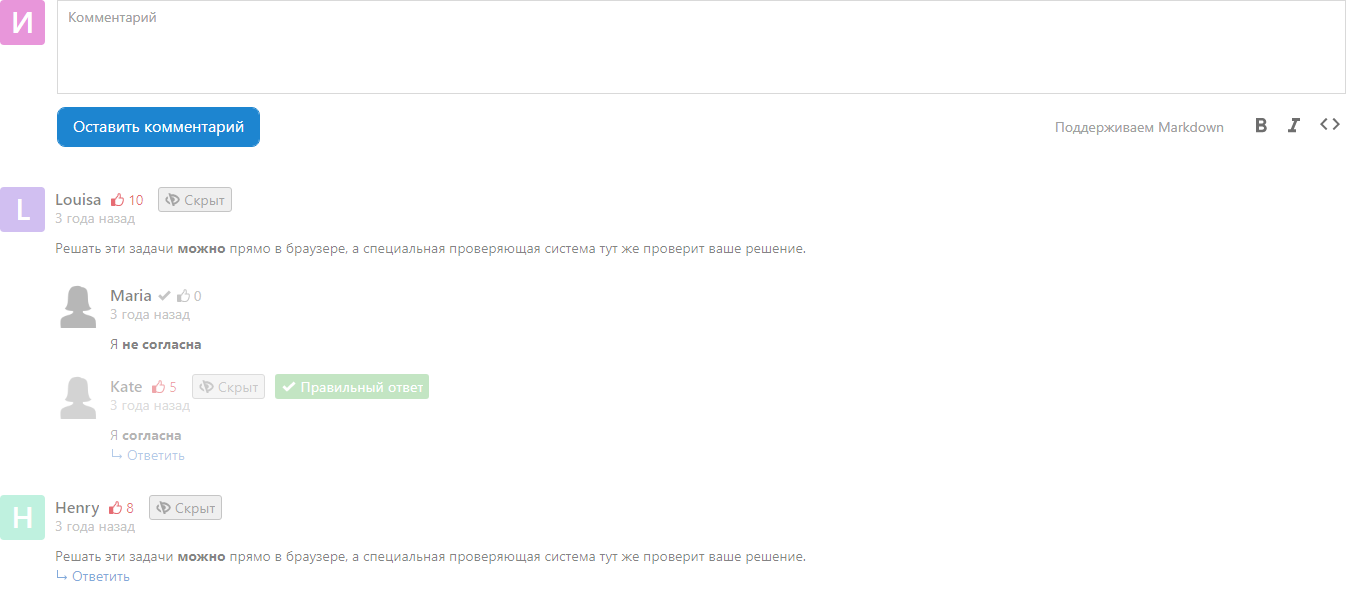 И
Комментарий
Оставить комментарий
Поддерживаем Markdown B I <>
L
Louisa 10 Скрыт
3 года назад
Решать эти задачи можно прямо в браузере, а специальная проверяющая система тут же проверит ваше решение.
Maria 0
3 года назад
Я не согласна
Kate 5 Скрыт Правильный ответ
3 года назад
Я согласна
Ответить
H
Henry 8 Скрыт
3 года назад
Решать эти задачи можно прямо в браузере, а специальная проверяющая система тут же проверит ваше решение.
Ответить